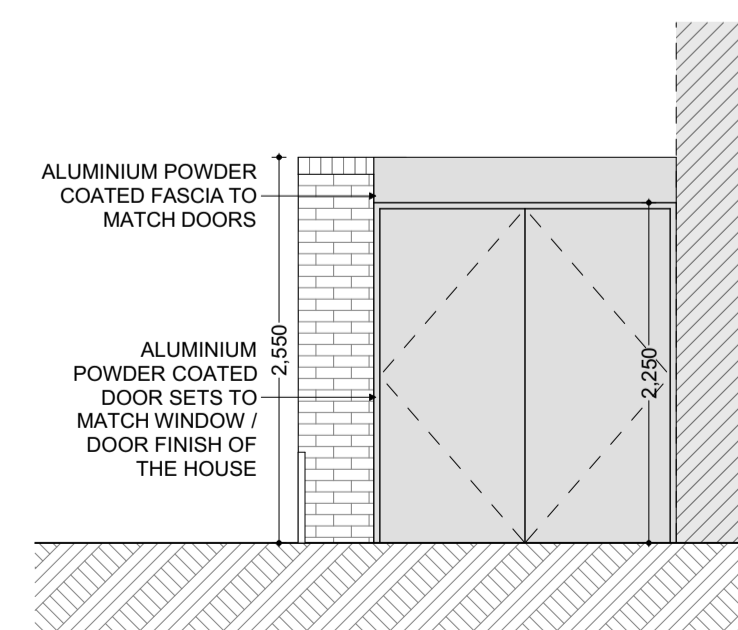 ALUMINIUM POWDER
COATED FASCIA TO
MATCH DOORS
2,550
ALUMINIUM
POWDER COATED
DOOR SETS TO
MATCH WINDOW /
DOOR FINISH OF
THE HOUSE
2,250